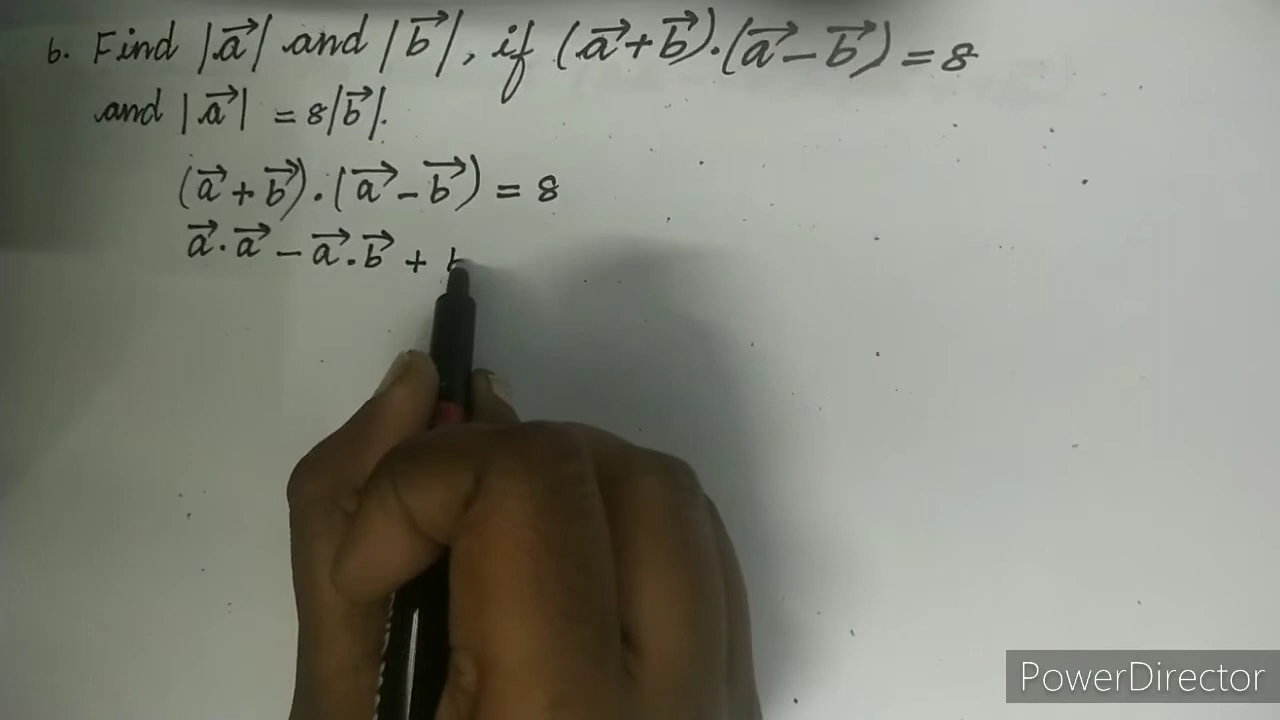 6. Find |a⃗| and |b⃗|, if (a⃗+b⃗).(a⃗−b⃗) = 8
and |a⃗| = 8|b⃗|.
(a⃗+b⃗).(a⃗−b⃗) = 8
a⃗.a⃗ − a⃗.b⃗ + b
PowerDirector